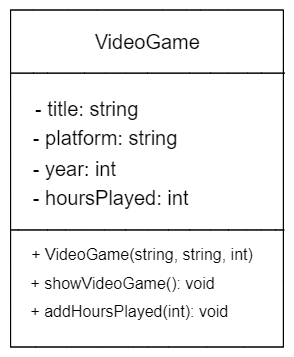 VideoGame
- title: string
- platform: string
- year: int
- hoursPlayed: int
+ VideoGame(string, string, int)
+ showVideoGame(): void
+ addHoursPlayed(int): void